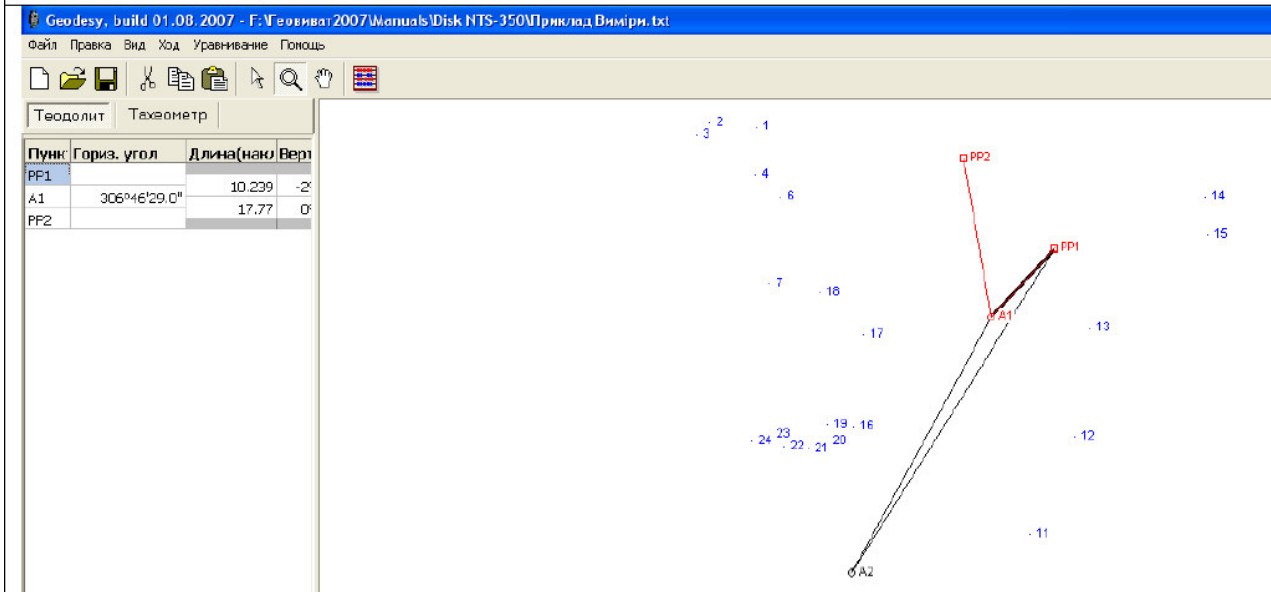 Geodesy, build 01.08.2007 - F:\Геовиват2007\Manuals\Disk NTS-350\Приклад Виміри.txt
Файл Правка Вид Ход Уравнивание Помощь
Теодолит Тахеометр
Пунк Гориз. угол Длина(накл Верт
PP1
10.239 -2°
A1 306°46'29.0"
17.77 0°
PP2
2
1
3
PP2
4
6
14
15
PP1
7
18
A1
13
17
19
16
23
24
22
21
20
12
11
A2